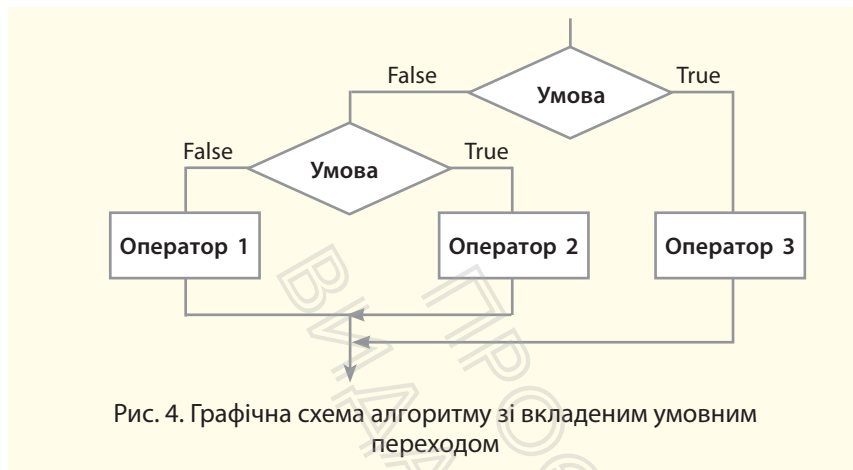 False
True
Умова
False
True
Умова
Оператор 1
Оператор 2
Оператор 3
Рис. 4. Графічна схема алгоритму зі вкладеним умовним
переходом